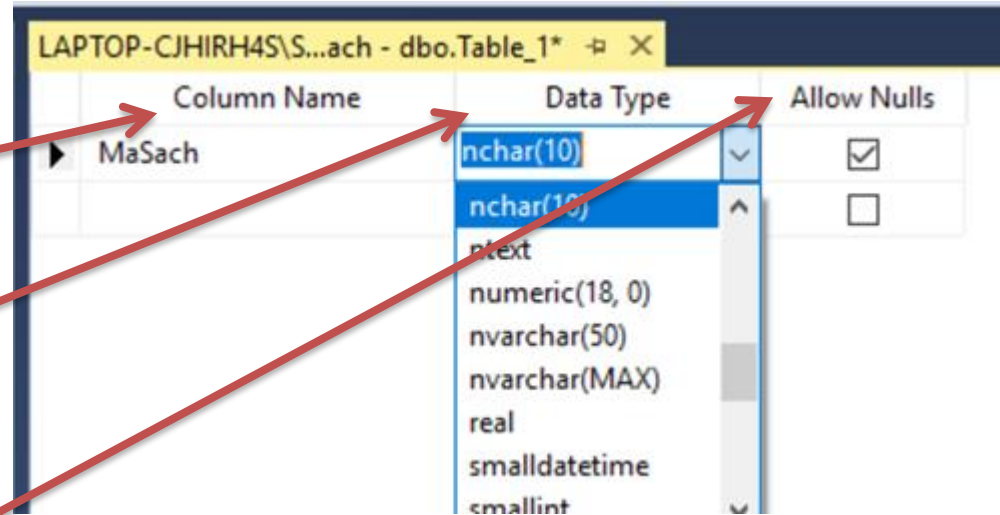 LAPTOP-CJHIRH4S\S...ach - dbo.Table_1*
Column Name Data Type Allow Nulls
MaSach nchar(10)
nchar(10)
ntext
numeric(18, 0)
nvarchar(50)
nvarchar(MAX)
real
smalldatetime
smallint